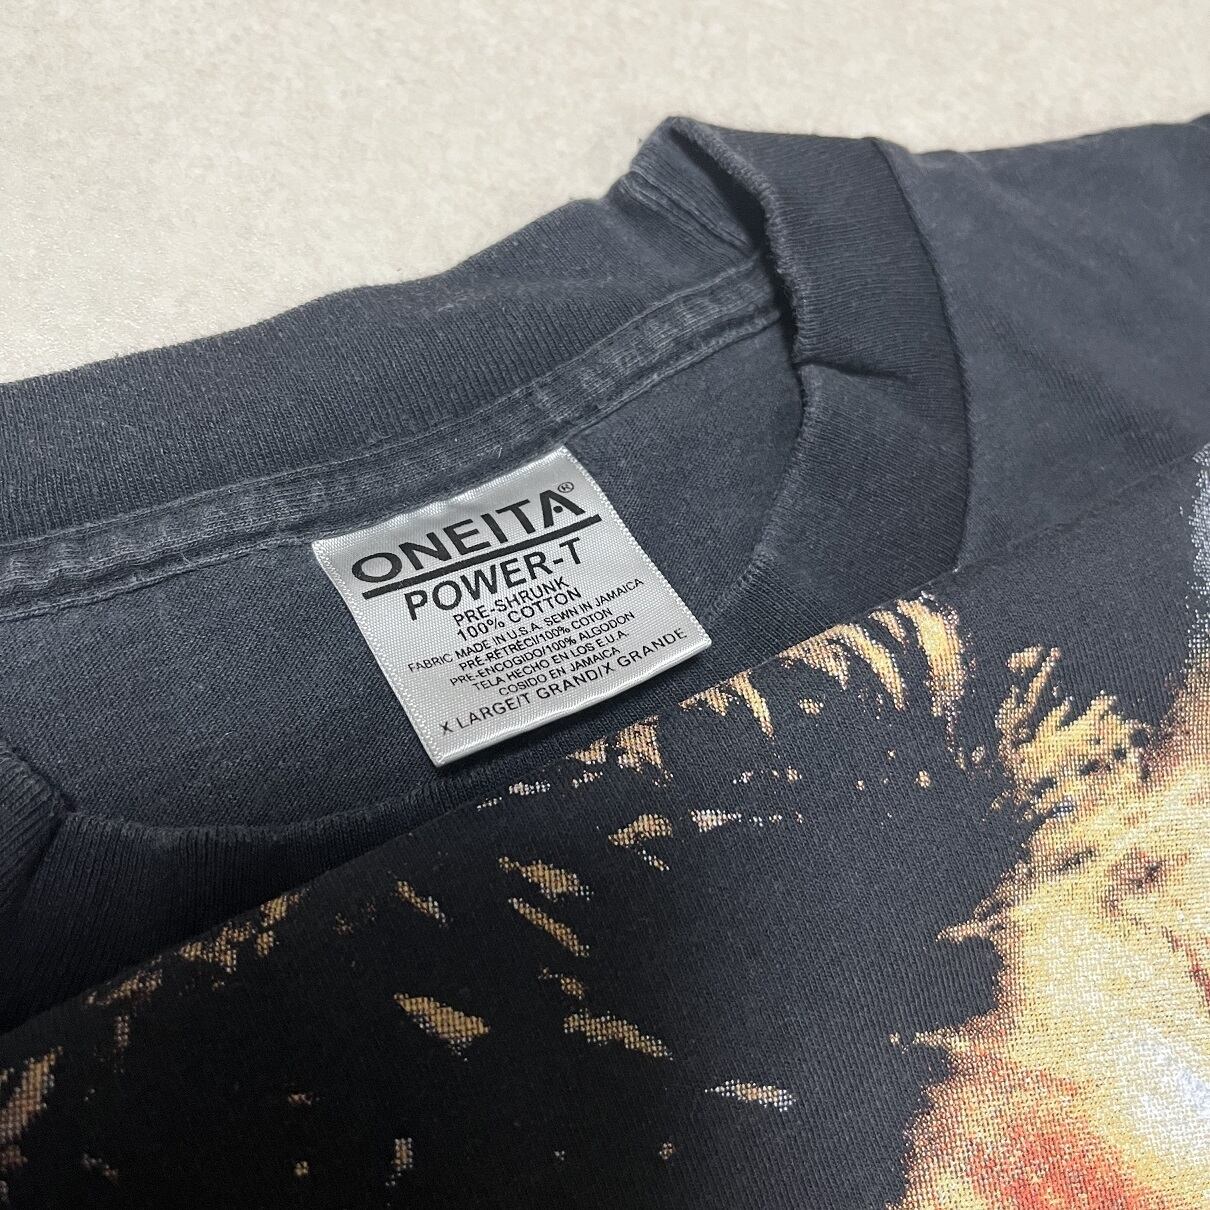 ONEITA®
POWER-T
PRE-SHRUNK
100% COTTON
FABRIC MADE IN U.S.A. SEWN IN JAMAICA
PRÉ-RÉTRÉCI/100% COTON
PRE-ENCOGIDO/100% ALGODON
TELA HECHO EN LOS E.U.A.
COSIDO EN JAMAICA
X LARGE/T GRAND/X GRANDE